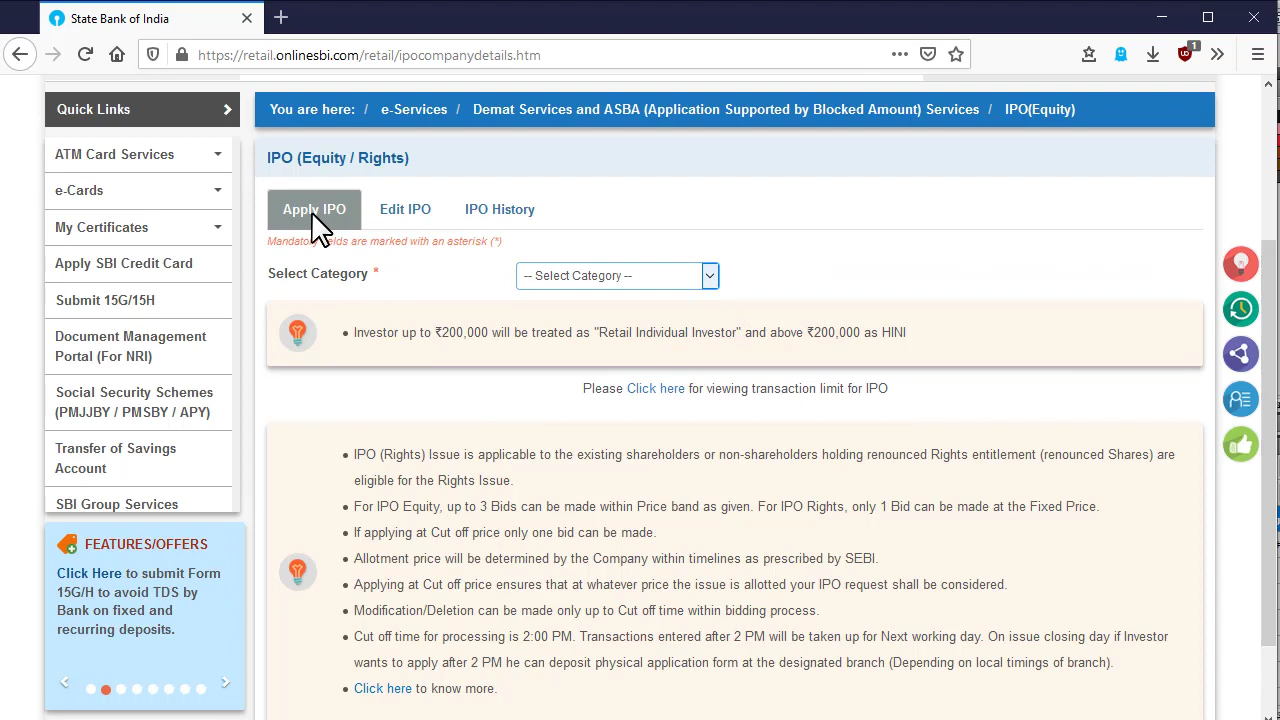 State Bank of India
https://retail.onlinesbi.com/retail/ipocompanydetails.htm
1
Quick Links
You are here: / e-Services / Demat Services and ASBA (Application Supported by Blocked Amount) Services / IPO(Equity)
ATM Card Services
e-Cards
My Certificates
Apply SBI Credit Card
Submit 15G/15H
Document Management
Portal (For NRI)
Social Security Schemes
(PMJJBY / PMSBY / APY)
Transfer of Savings
Account
SBI Group Services
FEATURES/OFFERS
Click Here to submit Form
15G/H to avoid TDS by
Bank on fixed and
recurring deposits.
IPO (Equity / Rights)
Apply IPO Edit IPO IPO History
Mandatory fields are marked with an asterisk (*)
Select Category * -- Select Category --
• Investor up to ₹200,000 will be treated as "Retail Individual Investor" and above ₹200,000 as HINI
Please Click here for viewing transaction limit for IPO
• IPO (Rights) Issue is applicable to the existing shareholders or non-shareholders holding renounced Rights entitlement (renounced Shares) are
eligible for the Rights Issue.
• For IPO Equity, up to 3 Bids can be made within Price band as given. For IPO Rights, only 1 Bid can be made at the Fixed Price.
• If applying at Cut off price only one bid can be made.
• Allotment price will be determined by the Company within timelines as prescribed by SEBI.
• Applying at Cut off price ensures that at whatever price the issue is allotted your IPO request shall be considered.
• Modification/Deletion can be made only up to Cut off time within bidding process.
• Cut off time for processing is 2:00 PM. Transactions entered after 2 PM will be taken up for Next working day. On issue closing day if Investor
wants to apply after 2 PM he can deposit physical application form at the designated branch (Depending on local timings of branch).
• Click here to know more.